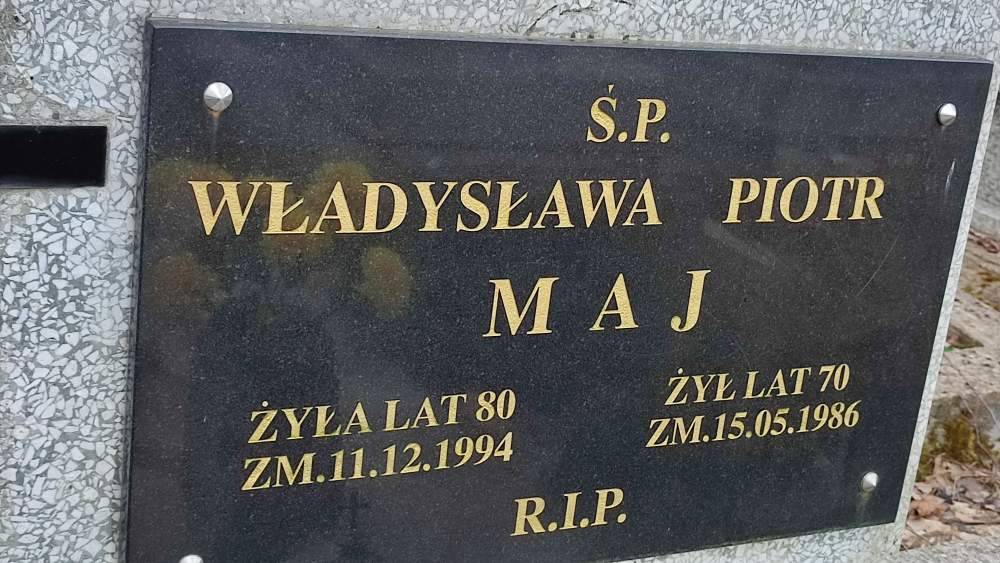 Ś.P.
WŁADYSŁAWA PIOTR
M A J
ŻYŁA LAT 80 ŻYŁ LAT 70
ZM.11.12.1994 ZM.15.05.1986
R.I.P.